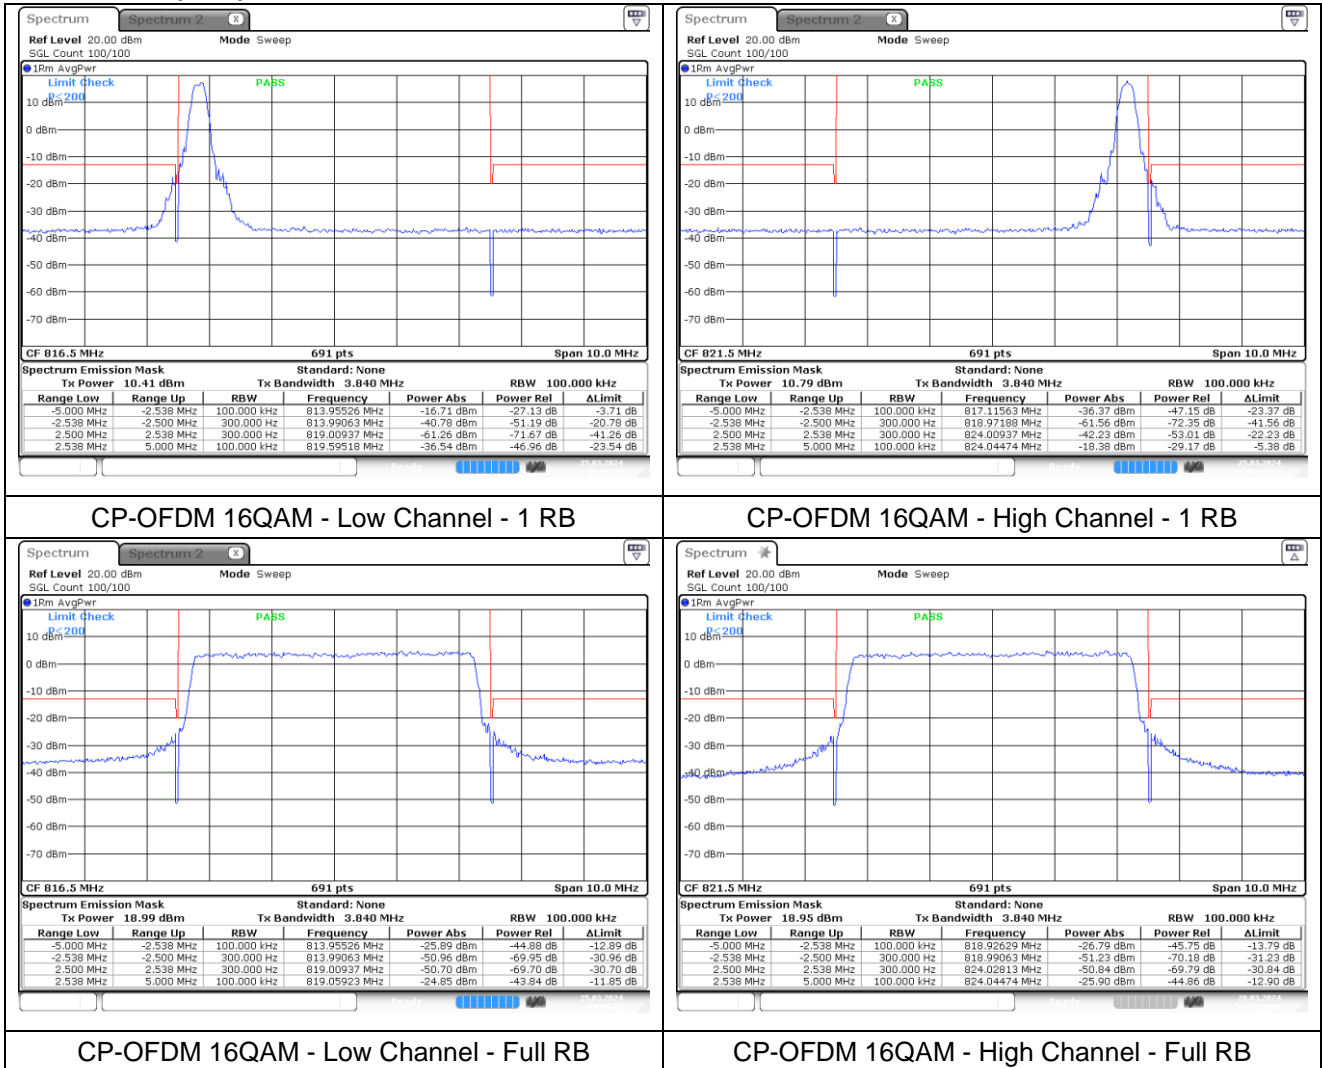 Spectrum Spectrum 2 X
Ref Level 20.00 dBm Mode Sweep
SGL Count 100/100
1Rm AvgPwr
Limit Check PASS
P<200
10 dBm
0 dBm
-10 dBm
-20 dBm
-30 dBm
-40 dBm
-50 dBm
-60 dBm
-70 dBm
CF 816.5 MHz 691 pts Span 10.0 MHz
Spectrum Emission Mask Standard: None
Tx Power 10.41 dBm Tx Bandwidth 3.840 MHz RBW 100.000 kHz
Range Low Range Up RBW Frequency Power Abs Power Rel ΔLimit
-5.000 MHz -2.538 MHz 100.000 kHz 813.95526 MHz -16.71 dBm -27.13 dB -3.71 dB
-2.538 MHz -2.500 MHz 300.000 Hz 813.99063 MHz -40.78 dBm -51.19 dB -20.78 dB
2.500 MHz 2.538 MHz 300.000 Hz 819.00937 MHz -61.26 dBm -71.67 dB -41.26 dB
2.538 MHz 5.000 MHz 100.000 kHz 819.59518 MHz -36.54 dBm -46.96 dB -23.54 dB
Ready 25.03.2024
CP-OFDM 16QAM - Low Channel - 1 RB
Spectrum Spectrum 2 X
Ref Level 20.00 dBm Mode Sweep
SGL Count 100/100
1Rm AvgPwr
Limit Check PASS
P<200
10 dBm
0 dBm
-10 dBm
-20 dBm
-30 dBm
-40 dBm
-50 dBm
-60 dBm
-70 dBm
CF 821.5 MHz 691 pts Span 10.0 MHz
Spectrum Emission Mask Standard: None
Tx Power 10.79 dBm Tx Bandwidth 3.840 MHz RBW 100.000 kHz
Range Low Range Up RBW Frequency Power Abs Power Rel ΔLimit
-5.000 MHz -2.538 MHz 100.000 kHz 817.11563 MHz -36.37 dBm -47.15 dB -23.37 dB
-2.538 MHz -2.500 MHz 300.000 Hz 818.97188 MHz -61.56 dBm -72.35 dB -41.56 dB
2.500 MHz 2.538 MHz 300.000 Hz 824.00937 MHz -42.23 dBm -53.01 dB -22.23 dB
2.538 MHz 5.000 MHz 100.000 kHz 824.04474 MHz -18.38 dBm -29.17 dB -5.38 dB
Ready 25.03.2024
CP-OFDM 16QAM - High Channel - 1 RB
Spectrum Spectrum 2 X
Ref Level 20.00 dBm Mode Sweep
SGL Count 100/100
1Rm AvgPwr
Limit Check PASS
P<200
10 dBm
0 dBm
-10 dBm
-20 dBm
-30 dBm
-40 dBm
-50 dBm
-60 dBm
-70 dBm
CF 816.5 MHz 691 pts Span 10.0 MHz
Spectrum Emission Mask Standard: None
Tx Power 18.99 dBm Tx Bandwidth 3.840 MHz RBW 100.000 kHz
Range Low Range Up RBW Frequency Power Abs Power Rel ΔLimit
-5.000 MHz -2.538 MHz 100.000 kHz 813.95526 MHz -25.89 dBm -44.88 dB -12.89 dB
-2.538 MHz -2.500 MHz 300.000 Hz 813.99063 MHz -50.96 dBm -69.95 dB -30.96 dB
2.500 MHz 2.538 MHz 300.000 Hz 819.00937 MHz -50.70 dBm -69.70 dB -30.70 dB
2.538 MHz 5.000 MHz 100.000 kHz 819.05923 MHz -24.85 dBm -43.84 dB -11.85 dB
Ready 25.03.2024
CP-OFDM 16QAM - Low Channel - Full RB
Spectrum
Ref Level 20.00 dBm Mode Sweep
SGL Count 100/100
1Rm AvgPwr
Limit Check PASS
P<200
10 dBm
0 dBm
-10 dBm
-20 dBm
-30 dBm
-40 dBm
-50 dBm
-60 dBm
-70 dBm
CF 821.5 MHz 691 pts Span 10.0 MHz
Spectrum Emission Mask Standard: None
Tx Power 18.95 dBm Tx Bandwidth 3.840 MHz RBW 100.000 kHz
Range Low Range Up RBW Frequency Power Abs Power Rel ΔLimit
-5.000 MHz -2.538 MHz 100.000 kHz 818.92629 MHz -26.79 dBm -45.75 dB -13.79 dB
-2.538 MHz -2.500 MHz 300.000 Hz 818.99063 MHz -51.23 dBm -70.18 dB -31.23 dB
2.500 MHz 2.538 MHz 300.000 Hz 824.02813 MHz -50.84 dBm -69.79 dB -30.84 dB
2.538 MHz 5.000 MHz 100.000 kHz 824.04474 MHz -25.90 dBm -44.86 dB -12.90 dB
26.03.2024
CP-OFDM 16QAM - High Channel - Full RB